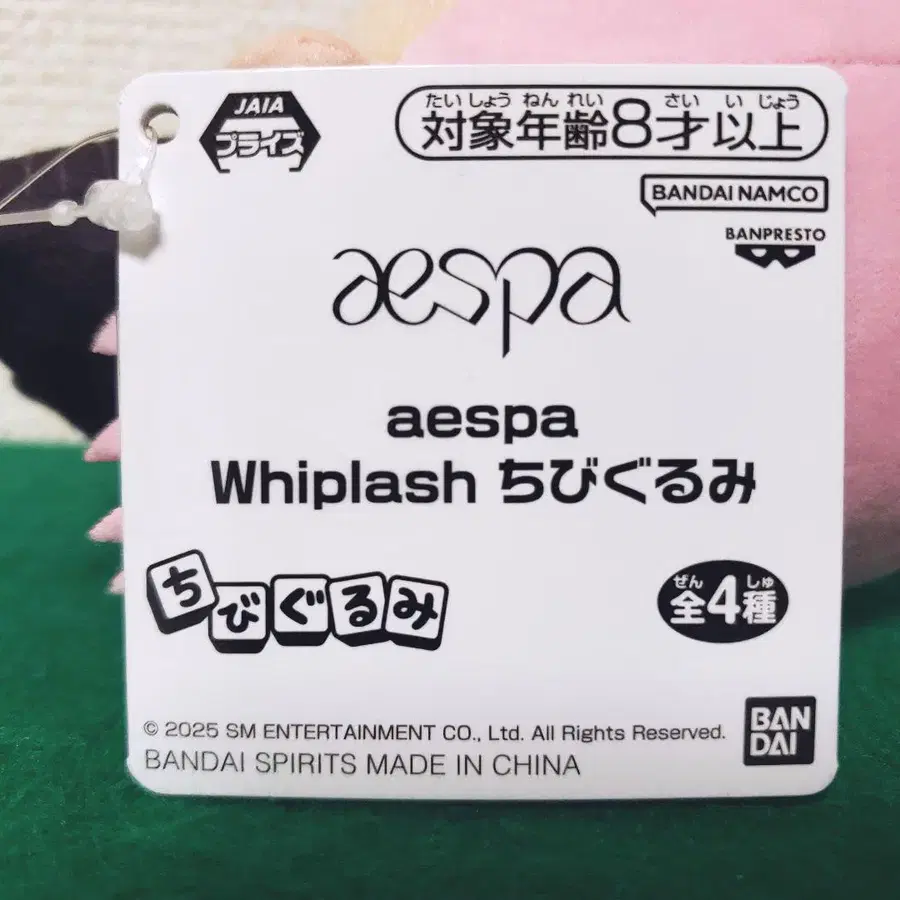 JAIA
プライズ
たいしょうねんれい さい いじょう
対象年齢8才以上
BANDAI NAMCO
BANPRESTO
aespa
aespa
Whiplash ちびぐるみ
ちびぐるみ
ぜん しゅ
全4種
© 2025 SM ENTERTAINMENT CO., Ltd. All Rights Reserved.
BANDAI SPIRITS MADE IN CHINA
BAN
DAI